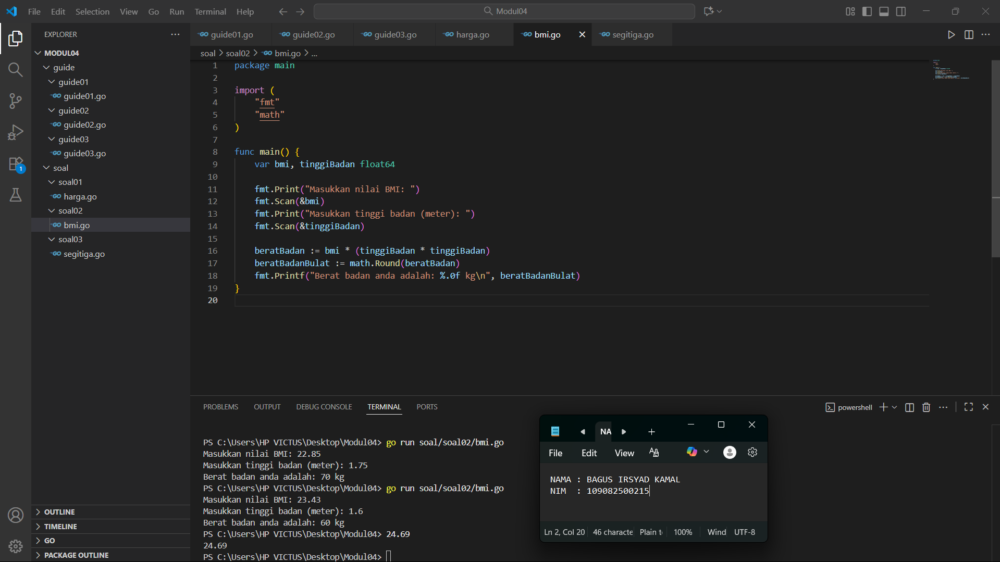 File Edit Selection View Go Run Terminal Help
Modul04
EXPLORER
MODUL04
guide
guide01
guide01.go
guide02
guide02.go
guide03
guide03.go
soal
soal01
harga.go
soal02
bmi.go
soal03
segitiga.go
OUTLINE
TIMELINE
GO
PACKAGE OUTLINE
1
guide01.go guide02.go guide03.go harga.go bmi.go segitiga.go
soal > soal02 > bmi.go > ...
1 package main
2
3 import (
4 "fmt"
5 "math"
6 )
7
8 func main() {
9 var bmi, tinggiBadan float64
10
11 fmt.Print("Masukkan nilai BMI: ")
12 fmt.Scan(&bmi)
13 fmt.Print("Masukkan tinggi badan (meter): ")
14 fmt.Scan(&tinggiBadan)
15
16 beratBadan := bmi * (tinggiBadan * tinggiBadan)
17 beratBadanBulat := math.Round(beratBadan)
18 fmt.Printf("Berat badan anda adalah: %.0f kg\n", beratBadanBulat)
19 }
20
PROBLEMS OUTPUT DEBUG CONSOLE TERMINAL PORTS
powershell
PS C:\Users\HP VICTUS\Desktop\Modul04> go run soal/soal02/bmi.go
Masukkan nilai BMI: 22.85
Masukkan tinggi badan (meter): 1.75
Berat badan anda adalah: 70 kg
PS C:\Users\HP VICTUS\Desktop\Modul04> go run soal/soal02/bmi.go
Masukkan nilai BMI: 23.43
Masukkan tinggi badan (meter): 1.6
Berat badan anda adalah: 60 kg
PS C:\Users\HP VICTUS\Desktop\Modul04> 24.69
24.69
PS C:\Users\HP VICTUS\Desktop\Modul04>
NA
File Edit View
NAMA : BAGUS IRSYAD KAMAL
NIM : 109082500215
Ln 2, Col 20 46 characte Plain t 100% Wind UTF-8